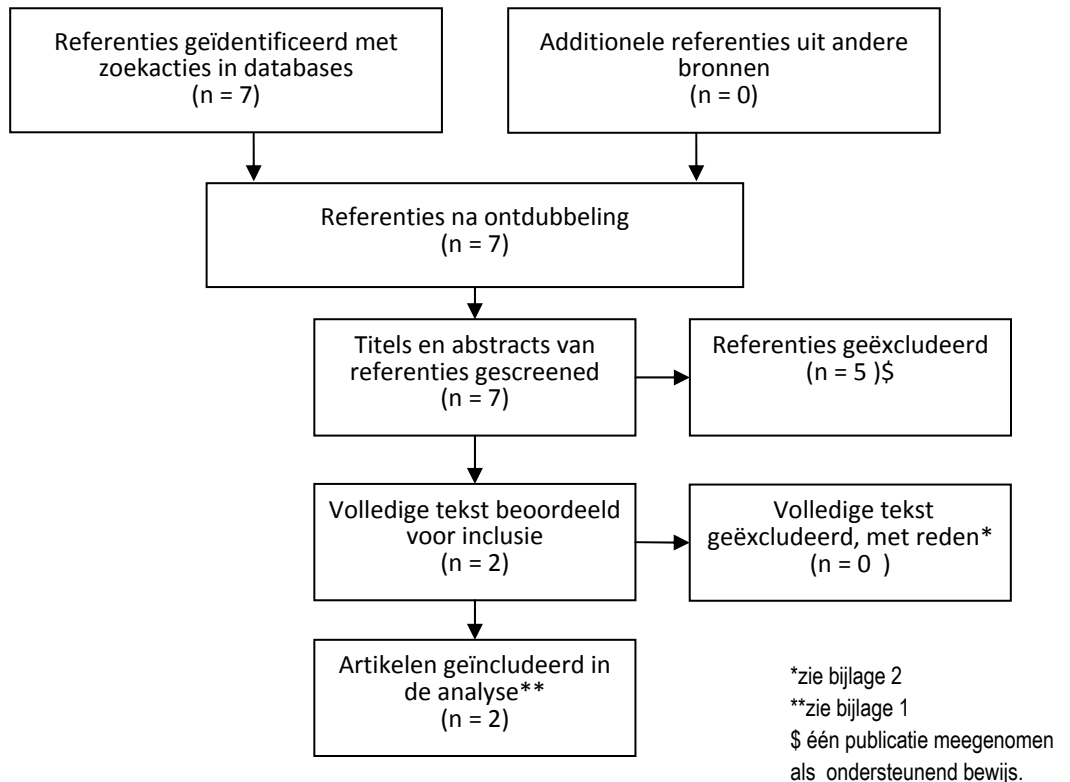 Referenties geïdentificeerd met
zoekacties in databases
(n = 7)
Additionele referenties uit andere
bronnen
(n = 0)
Referenties na ontdubbeling
(n = 7)
Titels en abstracts van
referenties gescreened
(n = 7)
Referenties geëxcludeerd
(n = 5 )$
Volledige tekst beoordeeld
voor inclusie
(n = 2)
Volledige tekst
geëxcludeerd, met reden*
(n = 0  )
Artikelen geïncludeerd in
de analyse**
(n = 2)
*zie bijlage 2
**zie bijlage 1
$ één publicatie meegenomen
als  ondersteunend bewijs.